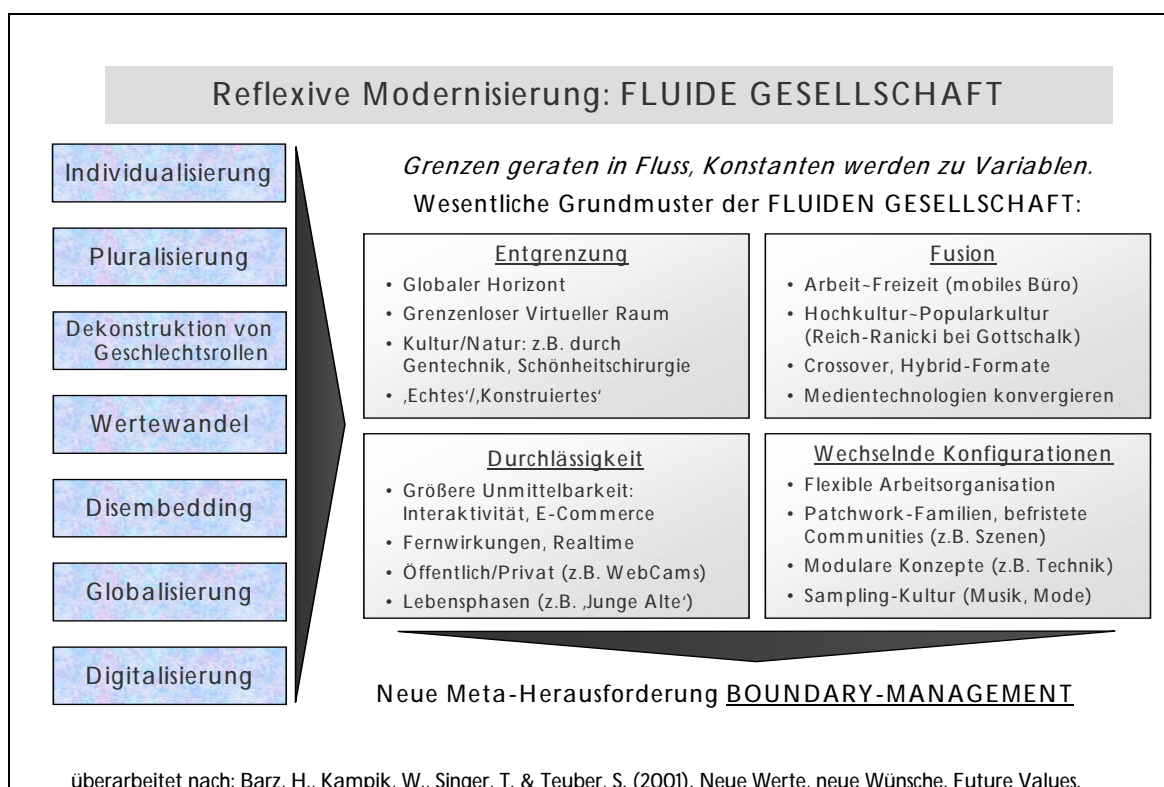 Reflexive Modernisierung: FLUIDE GESELLSCHAFT
Individualisierung
Pluralisierung
Dekonstruktion von
Geschlechtsrollen
Wertewandel
Disembedding
Globalisierung
Digitalisierung
Grenzen geraten in Fluss, Konstanten werden zu Variablen.
Wesentliche Grundmuster der FLUIDEN GESELLSCHAFT:
Entgrenzung
• Globaler Horizont
• Grenzenloser Virtueller Raum
• Kultur/Natur: z.B. durch
Gentechnik, Schönheitschirurgie
• ‚Echtes‘/‚Konstruiertes‘
Fusion
• Arbeit~Freizeit (mobiles Büro)
• Hochkultur~Popularkultur
(Reich-Ranicki bei Gottschalk)
• Crossover, Hybrid-Formate
• Medientechnologien konvergieren
Durchlässigkeit
• Größere Unmittelbarkeit:
Interaktivität, E-Commerce
• Fernwirkungen, Realtime
• Öffentlich/Privat (z.B. WebCams)
• Lebensphasen (z.B. ‚Junge Alte‘)
Wechselnde Konfigurationen
• Flexible Arbeitsorganisation
• Patchwork-Familien, befristete
Communities (z.B. Szenen)
• Modulare Konzepte (z.B. Technik)
• Sampling-Kultur (Musik, Mode)
Neue Meta-Herausforderung BOUNDARY-MANAGEMENT
überarbeitet nach: Barz, H., Kampik, W., Singer, T. & Teuber, S. (2001). Neue Werte, neue Wünsche. Future Values.